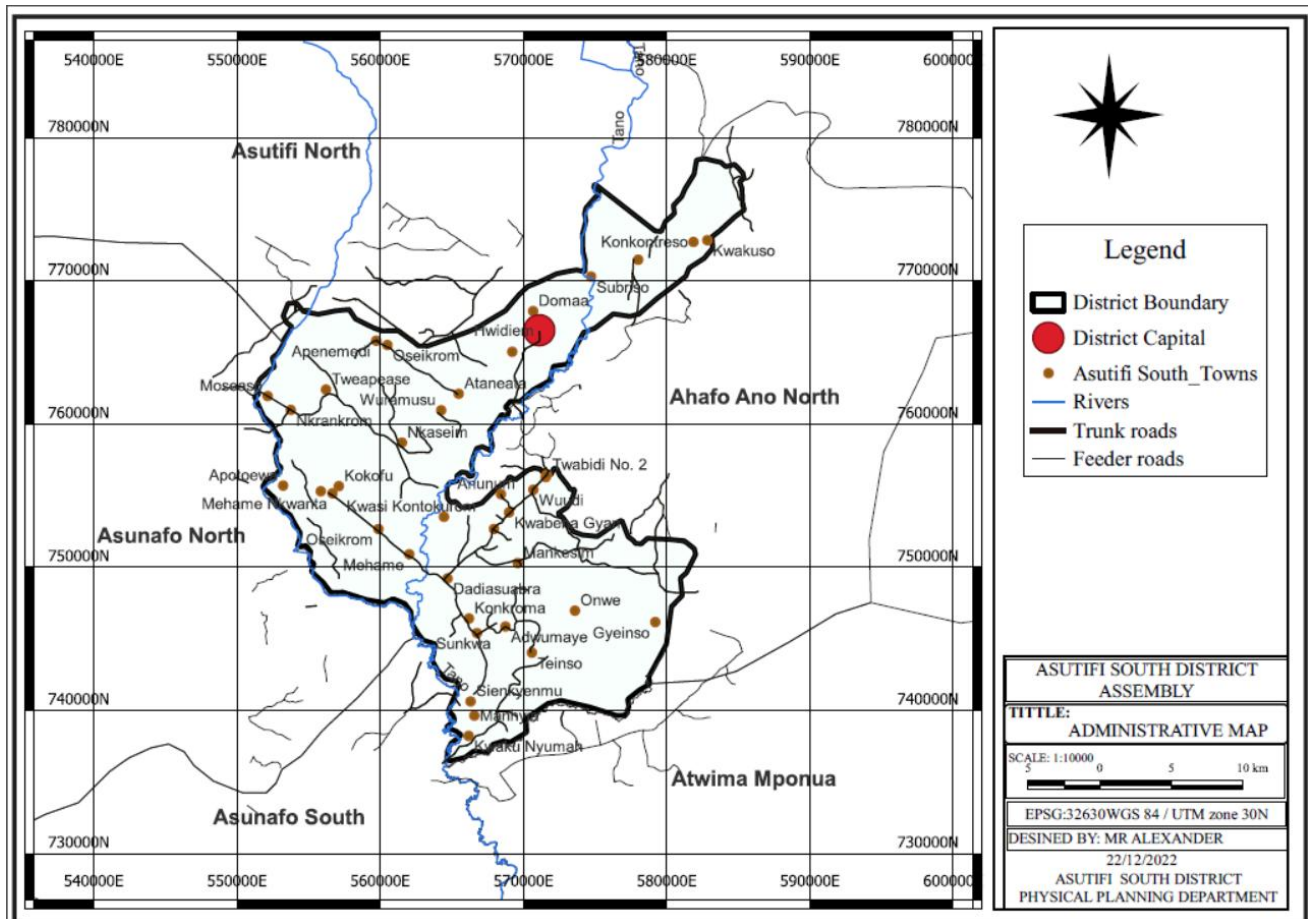 540000E 550000E 560000E 570000E 580000E 590000E 600000
Tano
Tano
780000N 780000N
Asutifi North
Konkontreso
Kwakuso
770000N 770000N
Subriso
Domaa
Hwidiem
Apenemadi
Oseikrom
Moseaso
Tweapease
Ataneata
Wuramusu
Ahafo Ano North
760000N 760000N
Nkrankrom
Nkaseim
Twabidi No. 2
Apotoewa
Kokofu
Anunum
Wuudi
Mehame Nkwanta
Kwasi Kontokurom
Kwabena Gyan
Asunafo North
Oseikrom
Mankesim
750000N 750000N
Mehame
Dadiasuabra
Konkroma
Onwe
Sunkwa
Adwumaye
Gyeinso
Teinso
Tano
Sienkyenmu
740000N 740000N
Manhyia
Kwaku Nyumah
Atwima Mponua
Asunafo South
730000N 730000N
540000E 550000E 560000E 570000E 580000E 590000E 600000
Legend
District Boundary
District Capital
Asutifi South_Towns
Rivers
Trunk roads
Feeder roads
ASUTIFI SOUTH DISTRICT
ASSEMBLY
TITTLE:
ADMINISTRATIVE MAP
SCALE: 1:10000
5 0 5 10 km
EPSG:32630WGS 84 / UTM zone 30N
DESINED BY: MR ALEXANDER
22/12/2022
ASUTIFI SOUTH DISTRICT
PHYSICAL PLANNING DEPARTMENT